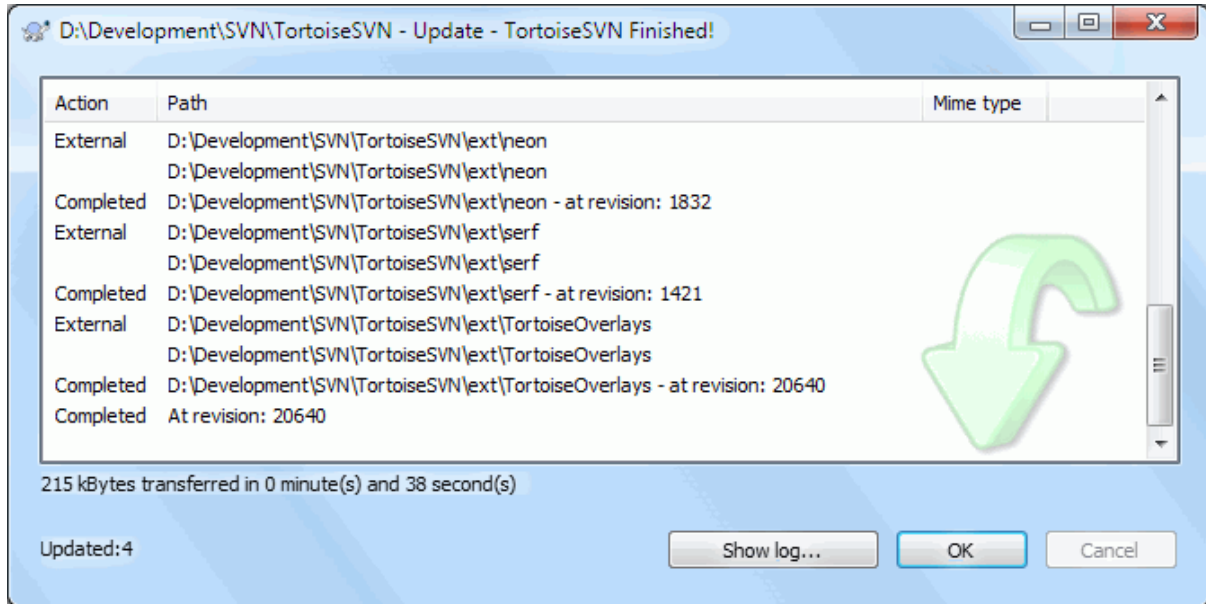 D:\Development\SVN\TortoiseSVN - Update - TortoiseSVN Finished!
Action Path Mime type
External D:\Development\SVN\TortoiseSVN\ext\neon
D:\Development\SVN\TortoiseSVN\ext\neon
Completed D:\Development\SVN\TortoiseSVN\ext\neon - at revision: 1832
External D:\Development\SVN\TortoiseSVN\ext\serf
D:\Development\SVN\TortoiseSVN\ext\serf
Completed D:\Development\SVN\TortoiseSVN\ext\serf - at revision: 1421
External D:\Development\SVN\TortoiseSVN\ext\TortoiseOverlays
D:\Development\SVN\TortoiseSVN\ext\TortoiseOverlays
Completed D:\Development\SVN\TortoiseSVN\ext\TortoiseOverlays - at revision: 20640
Completed At revision: 20640
215 kBytes transferred in 0 minute(s) and 38 second(s)
Updated:4
Show log...
OK
Cancel